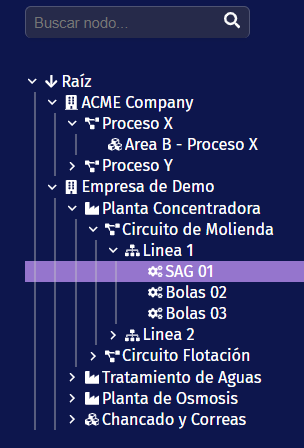 Buscar nodo...
Raíz
ACME Company
Proceso X
Area B - Proceso X
Proceso Y
Empresa de Demo
Planta Concentradora
Circuito de Molienda
Linea 1
SAG 01
Bolas 02
Bolas 03
Linea 2
Circuito Flotación
Tratamiento de Aguas
Planta de Osmosis
Chancado y Correas